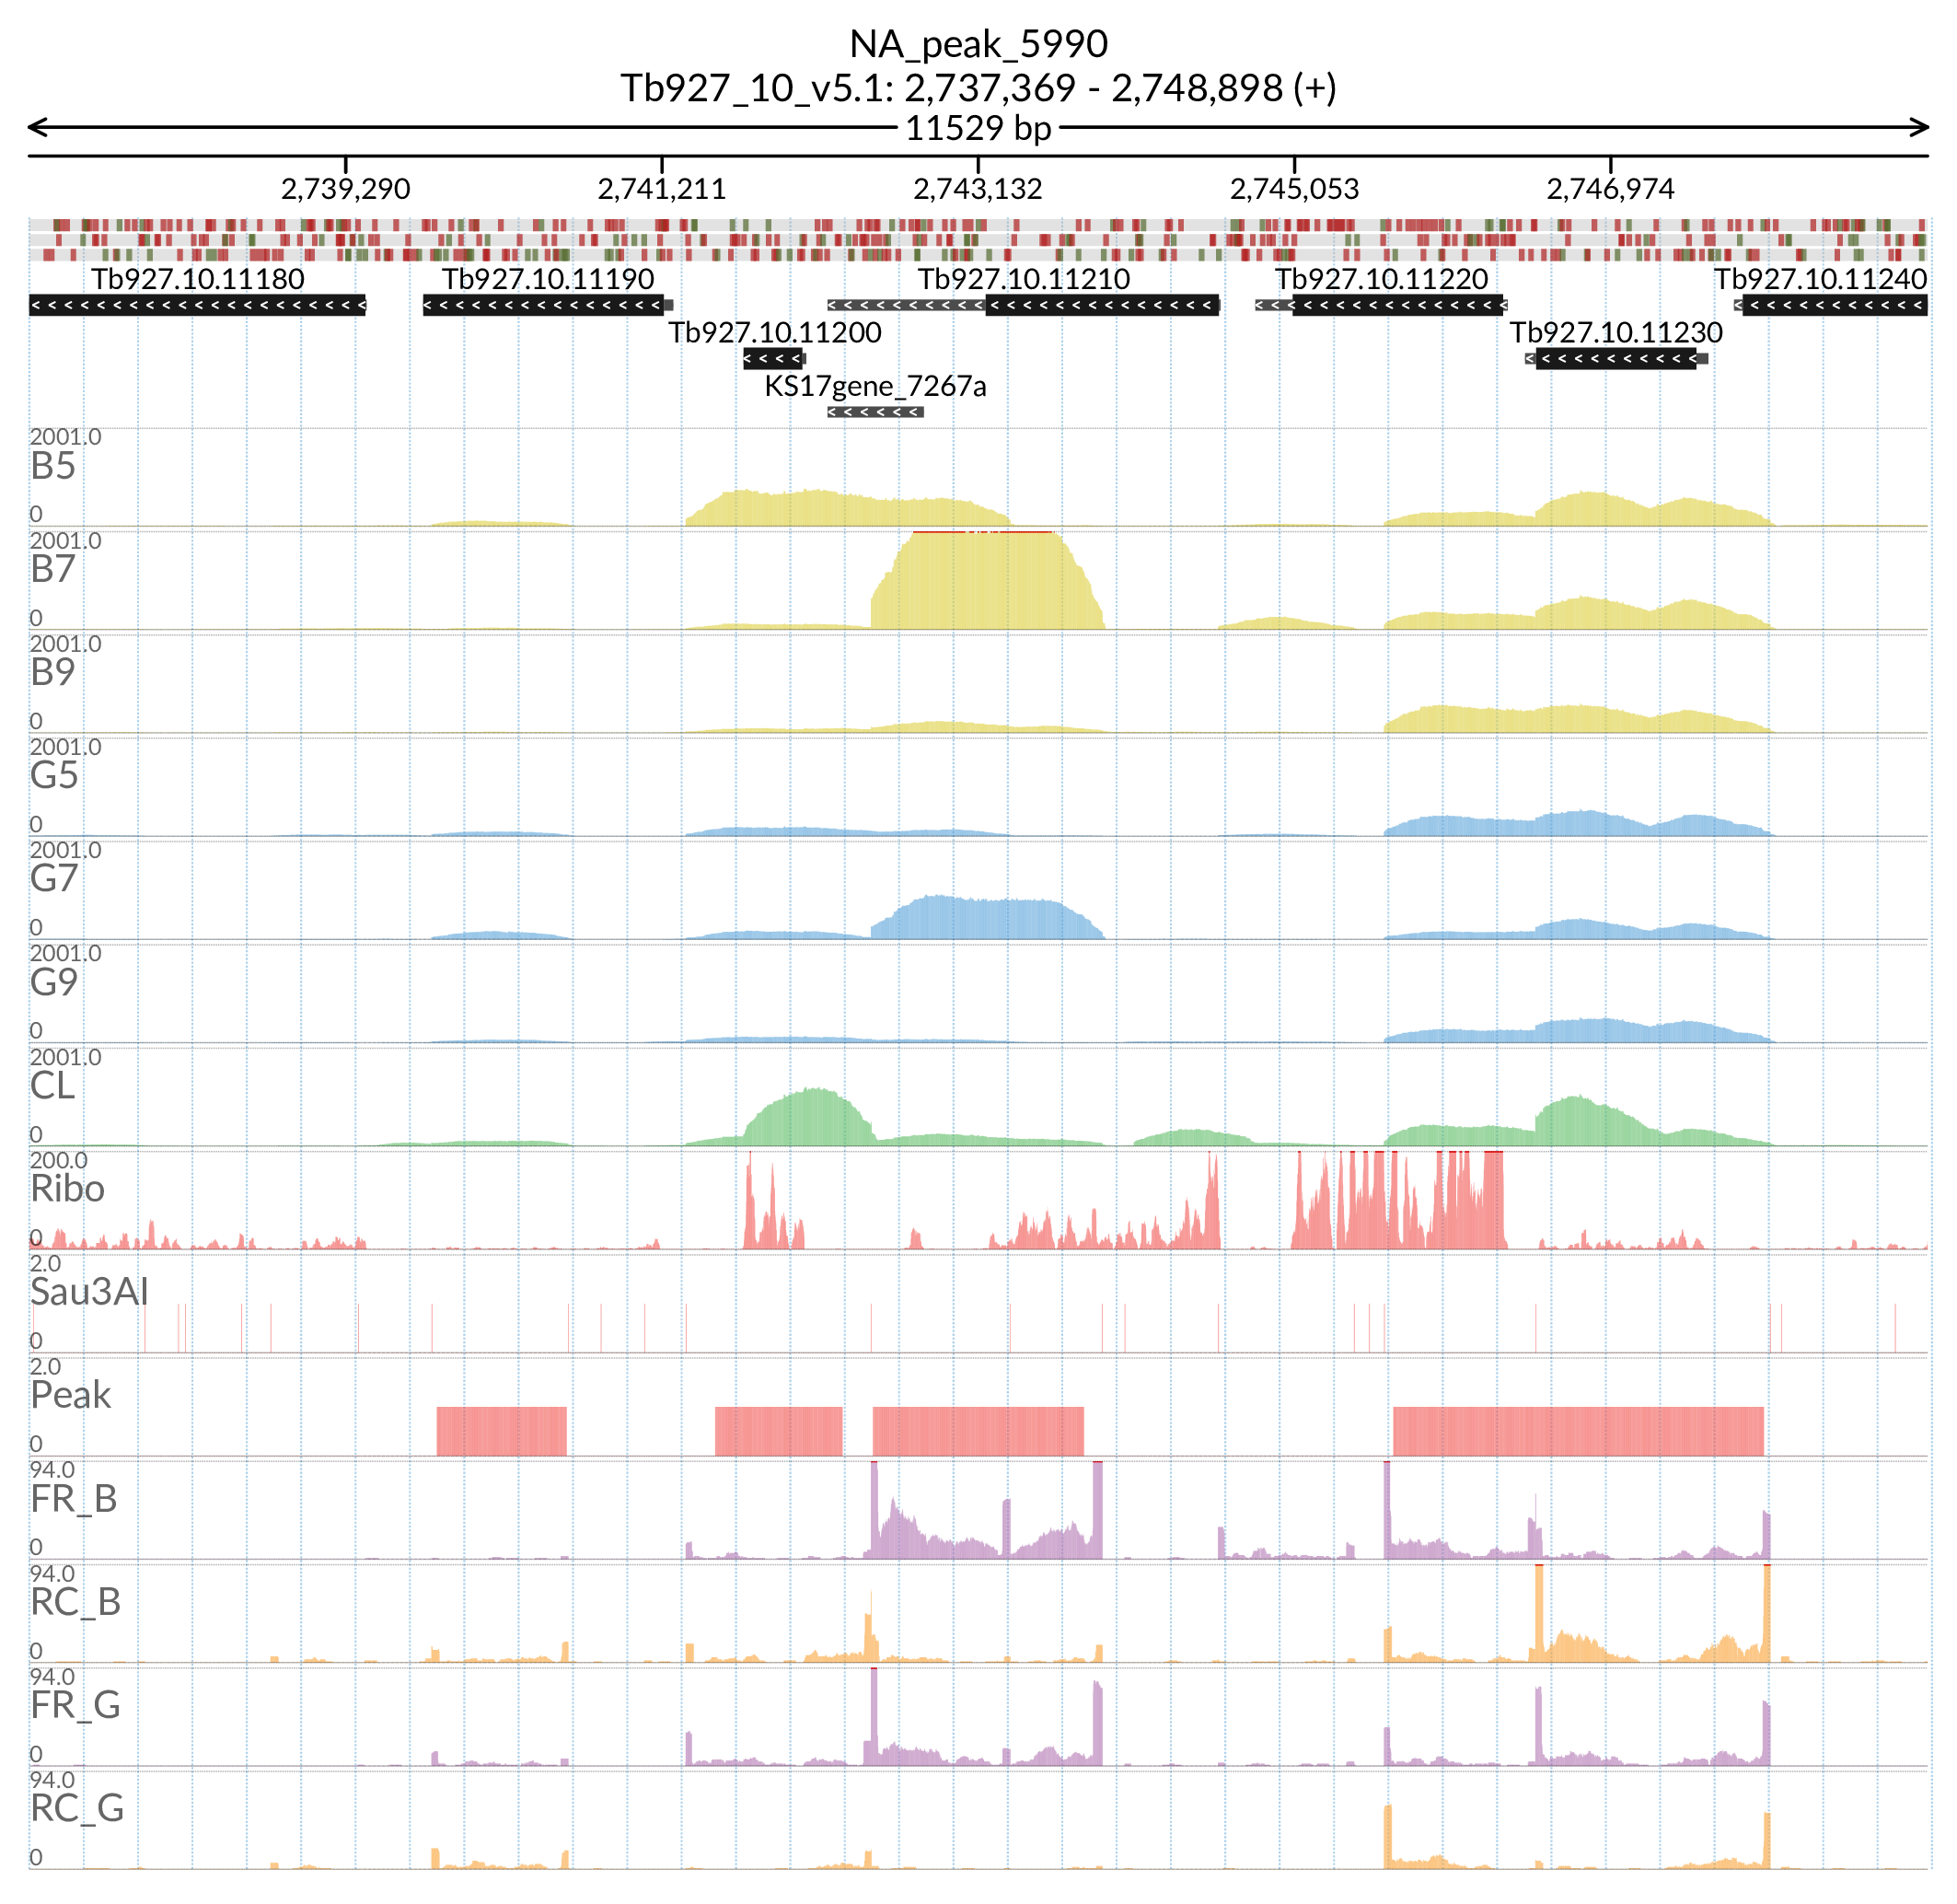 NA_peak_5990
Tb927_10_v5.1: 2,737,369 - 2,748,898 (+)
11529 bp
2,739,290 2,741,211 2,743,132 2,745,053 2,746,974
Tb927.10.11180 Tb927.10.11190 Tb927.10.11210 Tb927.10.11220 Tb927.10.11240
Tb927.10.11200 Tb927.10.11230
KS17gene_7267a
2001.0
B5
0
2001.0
B7
0
2001.0
B9
0
2001.0
G5
0
2001.0
G7
0
2001.0
G9
0
2001.0
CL
0
200.0
Ribo
0
2.0
Sau3AI
0
2.0
Peak
0
94.0
FR_B
0
94.0
RC_B
0
94.0
FR_G
0
94.0
RC_G
0